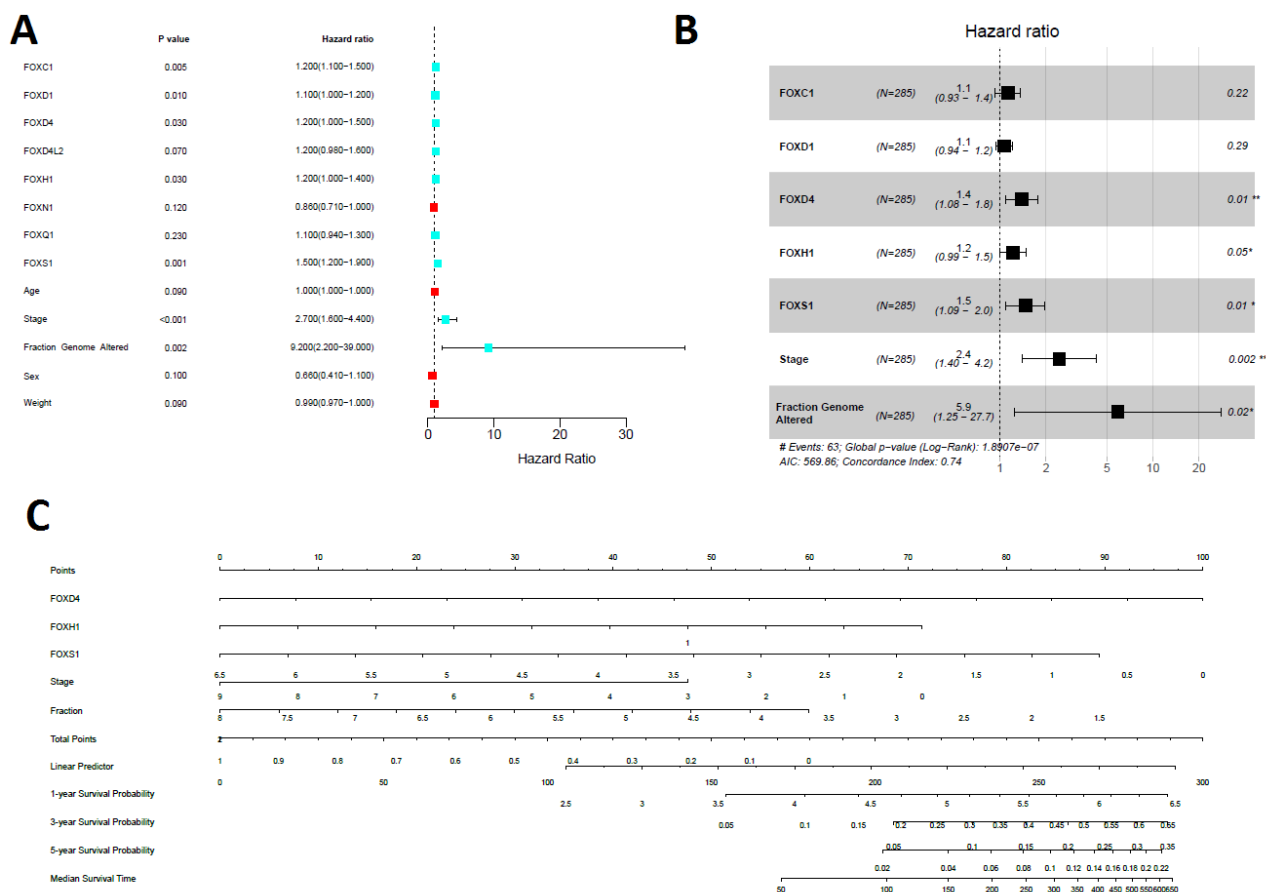 A
P value Hazard ratio
FOXC1 0.005 1.200(1.100−1.500)
FOXD1 0.010 1.100(1.000−1.200)
FOXD4 0.030 1.200(1.000−1.500)
FOXD4L2 0.070 1.200(0.980−1.600)
FOXH1 0.030 1.200(1.000−1.400)
FOXN1 0.120 0.860(0.710−1.000)
FOXQ1 0.230 1.100(0.940−1.300)
FOXS1 0.001 1.500(1.200−1.900)
Age 0.090 1.000(1.000−1.000)
Stage <0.001 2.700(1.600−4.400)
Fraction Genome Altered 0.002 9.200(2.200−39.000)
Sex 0.100 0.660(0.410−1.100)
Weight 0.090 0.990(0.970−1.000)
0 10 20 30
Hazard Ratio
B
Hazard ratio
FOXC1 (N=285) 1.1 0.22
(0.93 − 1.4)
FOXD1 (N=285) 1.1 0.29
(0.94 − 1.2)
FOXD4 (N=285) 1.4 0.01 **
(1.08 − 1.8)
FOXH1 (N=285) 1.2 0.05*
(0.99 − 1.5)
FOXS1 (N=285) 1.5 0.01 *
(1.09 − 2.0)
Stage (N=285) 2.4 0.002 **
(1.40 − 4.2)
Fraction Genome
Altered (N=285) 5.9 0.02*
(1.25 − 27.7)
# Events: 63; Global p−value (Log−Rank): 1.8907e−07
AIC: 569.86; Concordance Index: 0.74
1 2 5 10 20
C
0 10 20 30 40 50 60 70 80 90 100
Points
FOXD4
FOXH1
1
FOXS1
6.5 6 5.5 5 4.5 4 3.5 3 2.5 2 1.5 1 0.5 0
Stage
9 8 7 6 5 4 3 2 1 0
Fraction
8 7.5 7 6.5 6 5.5 5 4.5 4 3.5 3 2.5 2 1.5
Total Points
1 0.9 0.8 0.7 0.6 0.5 0.4 0.3 0.2 0.1 0
Linear Predictor
0 50 100 150 200 250 300
1-year Survival Probability
2.5 3 3.5 4 4.5 5 5.5 6 6.5
3-year Survival Probability
0.05 0.1 0.15 0.2 0.25 0.3 0.35 0.4 0.45 0.5 0.55 0.6 0.65
5-year Survival Probability
0.05 0.1 0.15 0.2 0.25 0.3 0.35
0.02 0.04 0.06 0.08 0.1 0.12 0.14 0.16 0.18 0.2 0.22
Median Survival Time
50 100 150 200 250 300 350 400 450 500 550 600 650